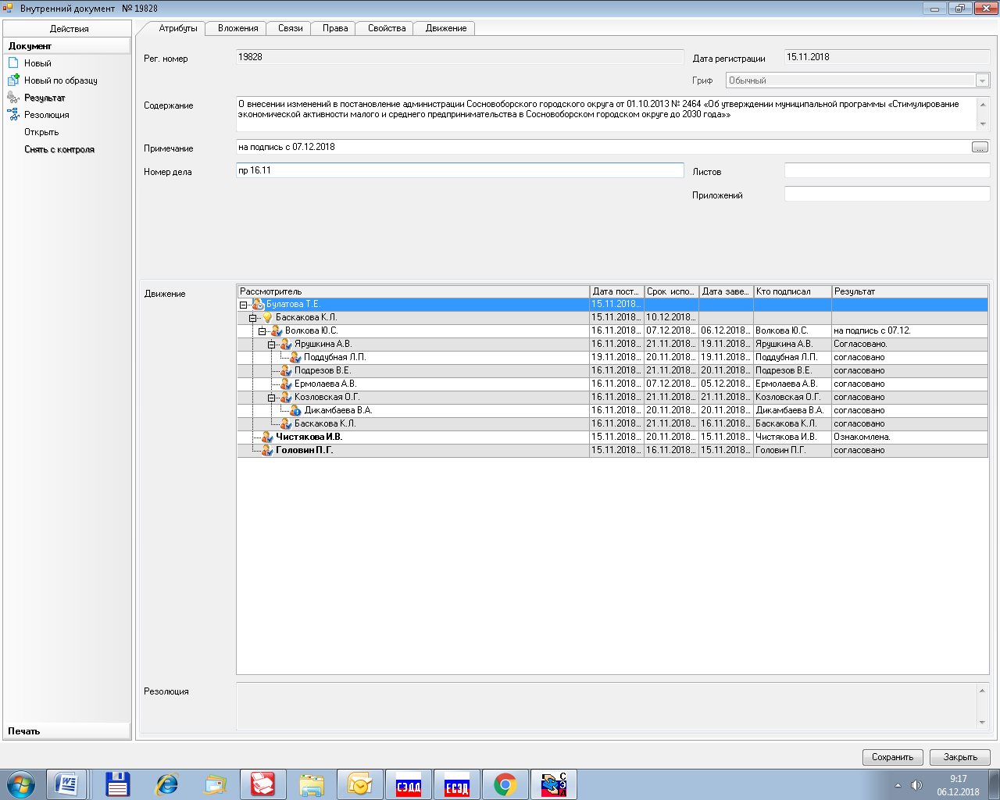 Внутренний документ № 19828
Действия
Документ
Новый
Новый по образцу
Результат
Резолюция
Открыть
Снять с контроля
Печать
Атрибуты Вложения Связи Права Свойства Движение
Рег. номер 19828 Дата регистрации 15.11.2018
Гриф Обычный
Содержание О внесении изменений в постановление администрации Сосновоборского городского округа от 01.10.2013 № 2464 «Об утверждении муниципальной программы «Стимулирование
экономической активности малого и среднего предпринимательства в Сосновоборском городском округе до 2030 года»»
Примечание на подпись с 07.12.2018 ...
Номер дела пр 16.11 Листов
Приложений
Движение
Рассмотритель Дата пост... Срок испо... Дата заве... Кто подписал Результат
Булатова Т.Е. 15.11.2018...
Баскакова К.Л. 15.11.2018... 10.12.2018...
Волкова Ю.С. 16.11.2018... 07.12.2018... 06.12.2018... Волкова Ю.С. на подпись с 07.12.
Ярушкина А.В. 16.11.2018... 21.11.2018... 19.11.2018... Ярушкина А.В. Согласовано.
Поддубная Л.П. 19.11.2018... 20.11.2018... 19.11.2018... Поддубная Л.П. согласовано
Подрезов В.Е. 16.11.2018... 21.11.2018... 20.11.2018... Подрезов В.Е. согласовано
Ермолаева А.В. 16.11.2018... 07.12.2018... 05.12.2018... Ермолаева А.В. согласовано
Козловская О.Г. 16.11.2018... 21.11.2018... 21.11.2018... Козловская О.Г. согласовано
Дикамбаева В.А. 16.11.2018... 20.11.2018... 20.11.2018... Дикамбаева В.А. согласовано
Баскакова К.Л. 16.11.2018... 21.11.2018... 16.11.2018... Баскакова К.Л. согласовано
Чистякова И.В. 15.11.2018... 20.11.2018... 15.11.2018... Чистякова И.В. Ознакомлена.
Головин П.Г. 15.11.2018... 16.11.2018... 15.11.2018... Головин П.Г. согласовано
Резолюция
Сохранить Закрыть
СЭДД ЕСЭД СЭД
9:17
06.12.2018